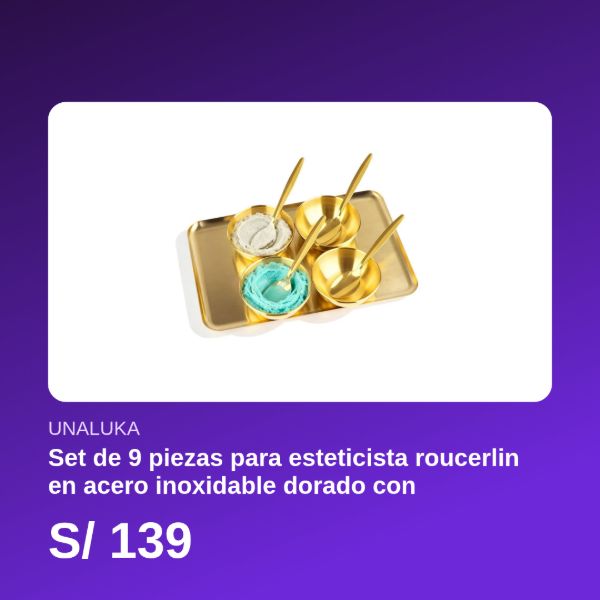 UNALUKA
Set de 9 piezas para esteticista roucerlin
en acero inoxidable dorado con
S/ 139